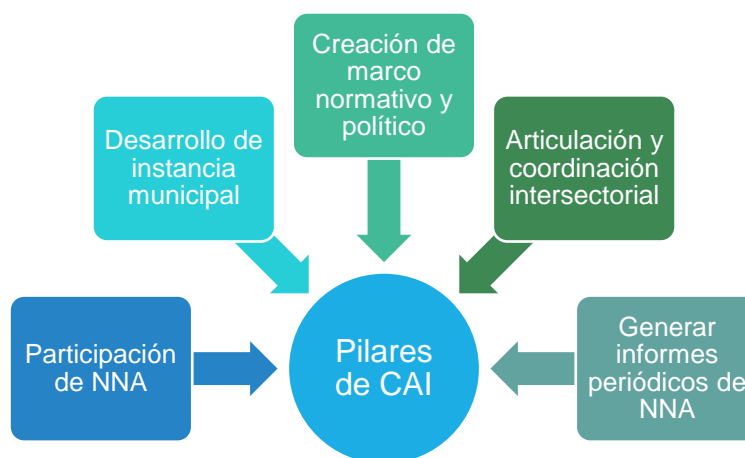 Creación de
marco
normativo y
político
Desarrollo de
instancia
municipal
Articulación y
coordinación
intersectorial
Participación
de NNA
Pilares
de CAI
Generar
informes
periódicos de
NNA